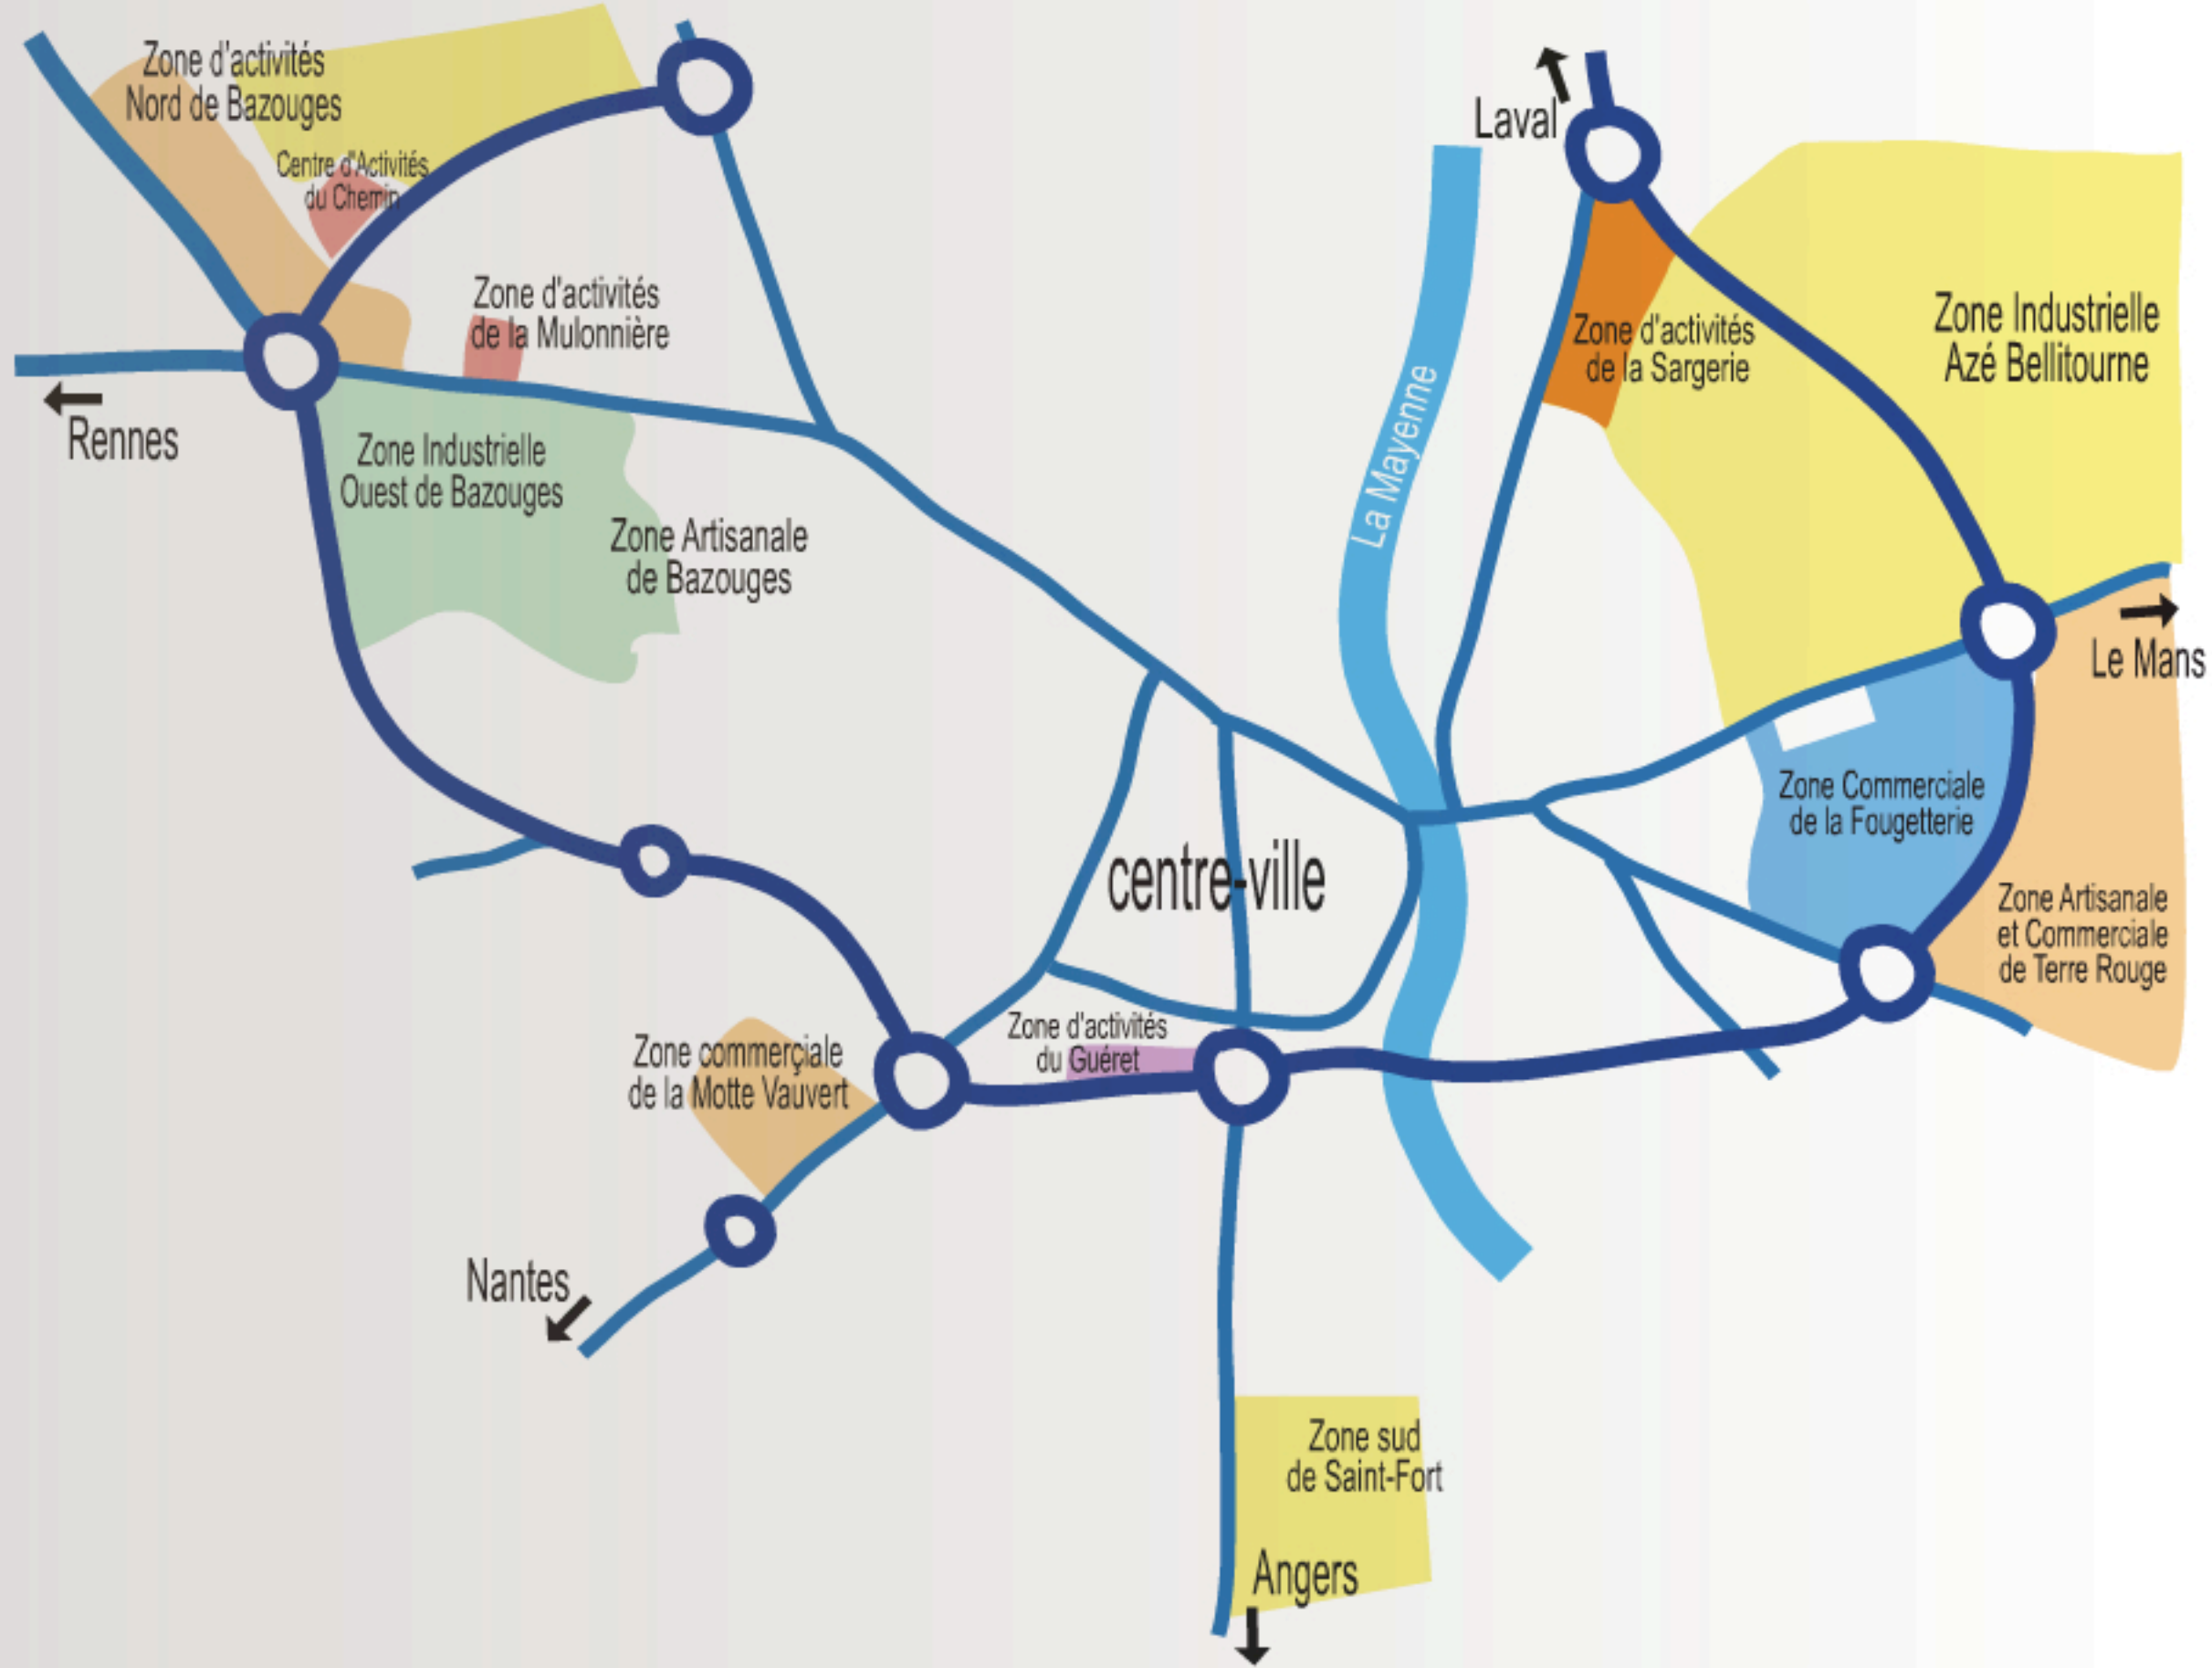 Zone d'activités
Nord de Bazouges
Centre d'Activités
du Chemin
Zone d'activités
de la Mulonnière
Rennes
Zone Industrielle
Ouest de Bazouges
Zone Artisanale
de Bazouges
Laval
La Mayenne
Zone d'activités
de la Sargerie
Zone Industrielle
Azé Bellitourne
Le Mans
Zone Commerciale
de la Fougetterie
Zone Artisanale
et Commerciale
de Terre Rouge
centre-ville
Zone d'activités
du Guéret
Zone commerçiale
de la Motte Vauvert
Nantes
Zone sud
de Saint-Fort
Angers